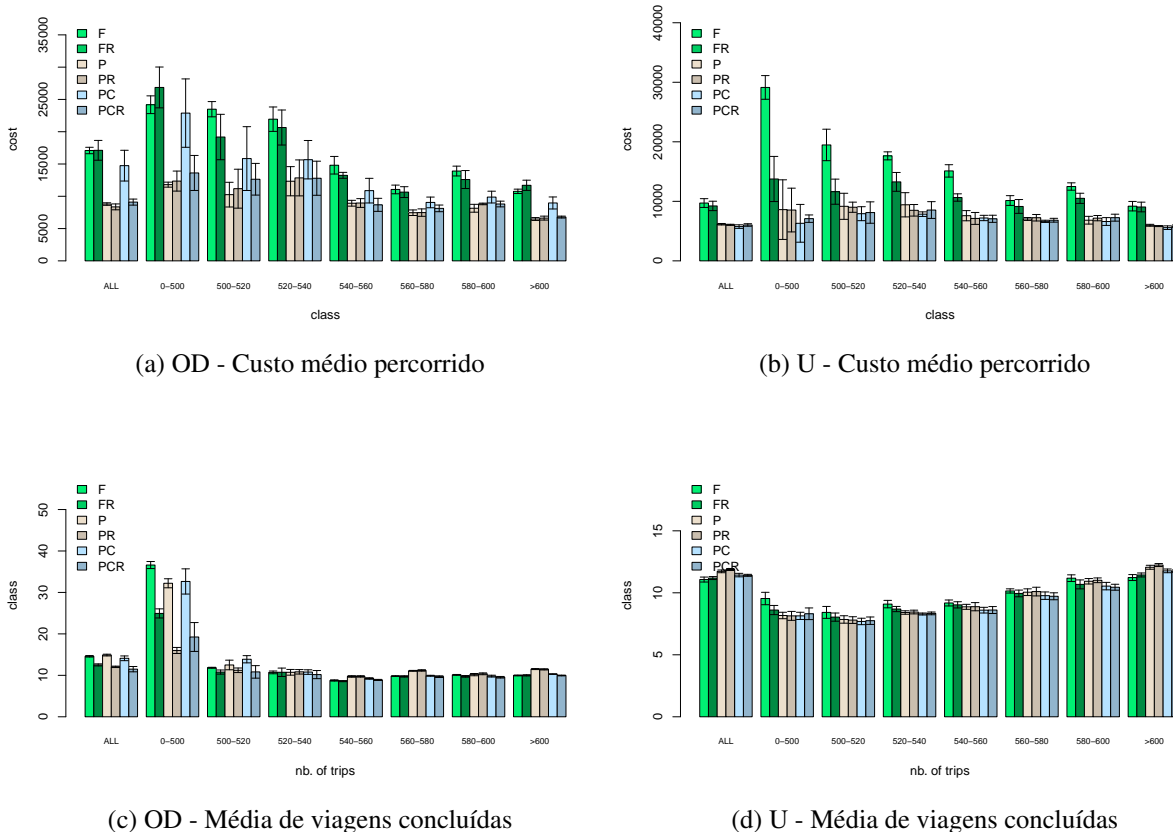 0 5000 15000 25000 35000
cost
F
FR
P
PR
PC
PCR
ALL 0−500 500−520 520−540 540−560 560−580 580−600 >600
class
(a) OD - Custo médio percorrido
0 10000 20000 30000 40000
cost
F
FR
P
PR
PC
PCR
ALL 0−500 500−520 520−540 540−560 560−580 580−600 >600
class
(b) U - Custo médio percorrido
0 10 20 30 40 50
class
F
FR
P
PR
PC
PCR
ALL 0−500 500−520 520−540 540−560 560−580 580−600 >600
nb. of trips
(c) OD - Média de viagens concluídas
0 5 10 15
class
F
FR
P
PR
PC
PCR
ALL 0−500 500−520 520−540 540−560 560−580 580−600 >600
nb. of trips
(d) U - Média de viagens concluídas